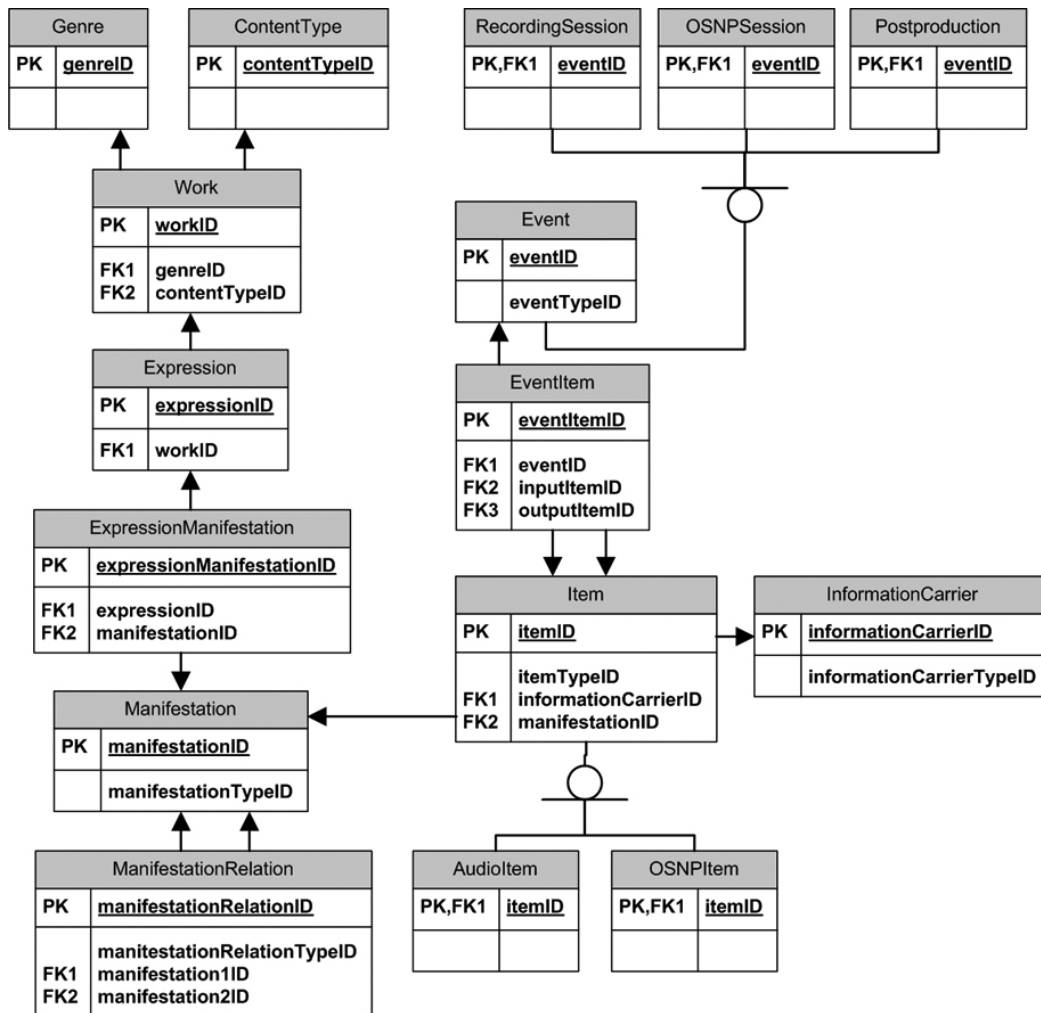 Genre
PK genreID
ContentType
PK contentTypeID
RecordingSession
PK,FK1 eventID
OSNPSession
PK,FK1 eventID
Postproduction
PK,FK1 eventID
Work
PK workID
FK1 genreID
FK2 contentTypeID
Event
PK eventID
eventTypeID
Expression
PK expressionID
FK1 workID
EventItem
PK eventItemID
FK1 eventID
FK2 inputItemID
FK3 outputItemID
ExpressionManifestation
PK expressionManifestationID
FK1 expressionID
FK2 manifestationID
Item
PK itemID
itemTypeID
FK1 informationCarrierID
FK2 manifestationID
InformationCarrier
PK informationCarrierID
informationCarrierTypeID
Manifestation
PK manifestationID
manifestationTypeID
ManifestationRelation
PK manifestationRelationID
manitestationRelationTypeID
FK1 manifestation1ID
FK2 manifestation2ID
AudioItem
PK,FK1 itemID
OSNPItem
PK,FK1 itemID